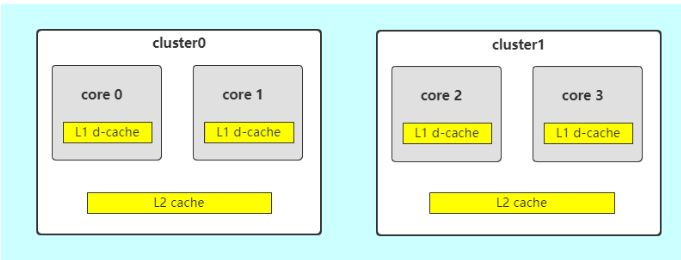 cluster0
core 0
L1 d-cache
core 1
L1 d-cache
L2 cache
cluster1
core 2
L1 d-cache
core 3
L1 d-cache
L2 cache